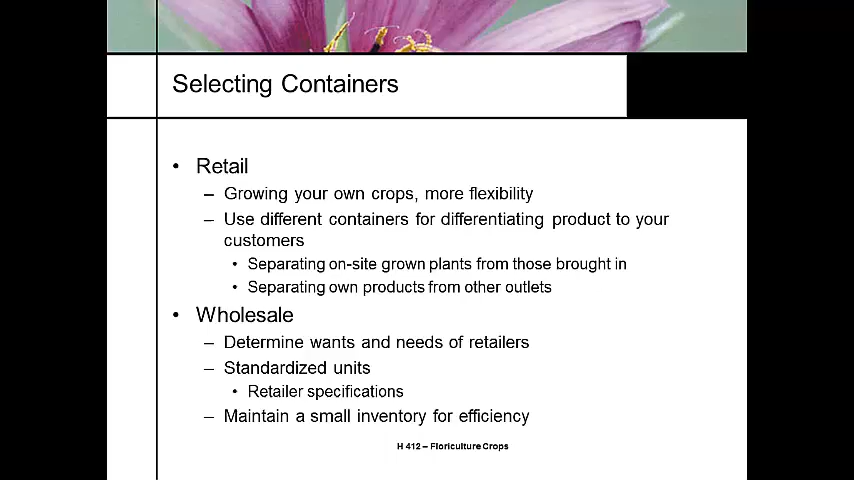 Selecting Containers
• Retail
– Growing your own crops, more flexibility
– Use different containers for differentiating product to your
customers
• Separating on-site grown plants from those brought in
• Separating own products from other outlets
• Wholesale
– Determine wants and needs of retailers
– Standardized units
• Retailer specifications
– Maintain a small inventory for efficiency
H 412 – Floriculture Crops